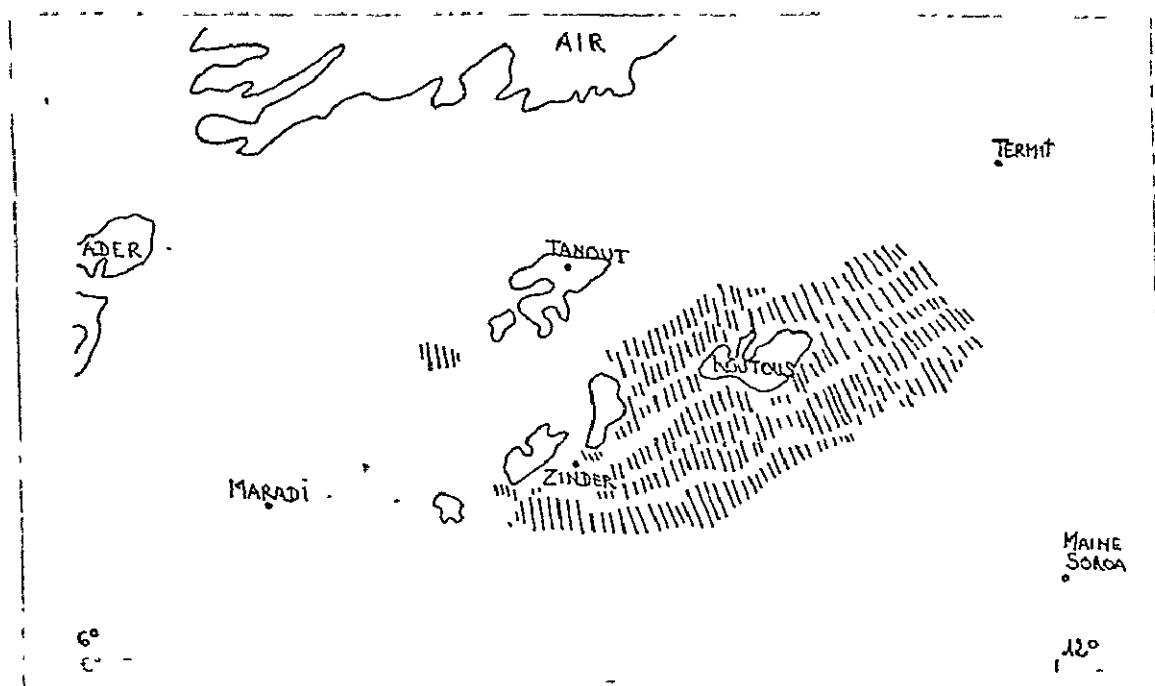 AIR
TERMIT
ADER
TANOUT
KOUTOUS
ZINDER
MARADI
MAINE
SOROA
6°
12°